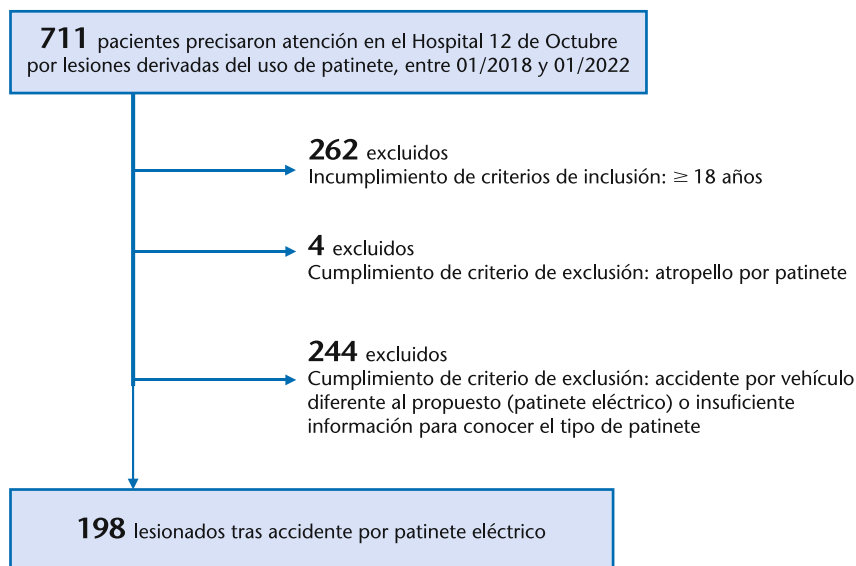 711 pacientes precisaron atención en el Hospital 12 de Octubre
por lesiones derivadas del uso de patinete, entre 01/2018 y 01/2022
262 excluidos
Incumplimiento de criterios de inclusión: ≥ 18 años
4 excluidos
Cumplimiento de criterio de exclusión: atropello por patinete
244 excluidos
Cumplimiento de criterio de exclusión: accidente por vehículo
diferente al propuesto (patinete eléctrico) o insuficiente
información para conocer el tipo de patinete
198 lesionados tras accidente por patinete eléctrico